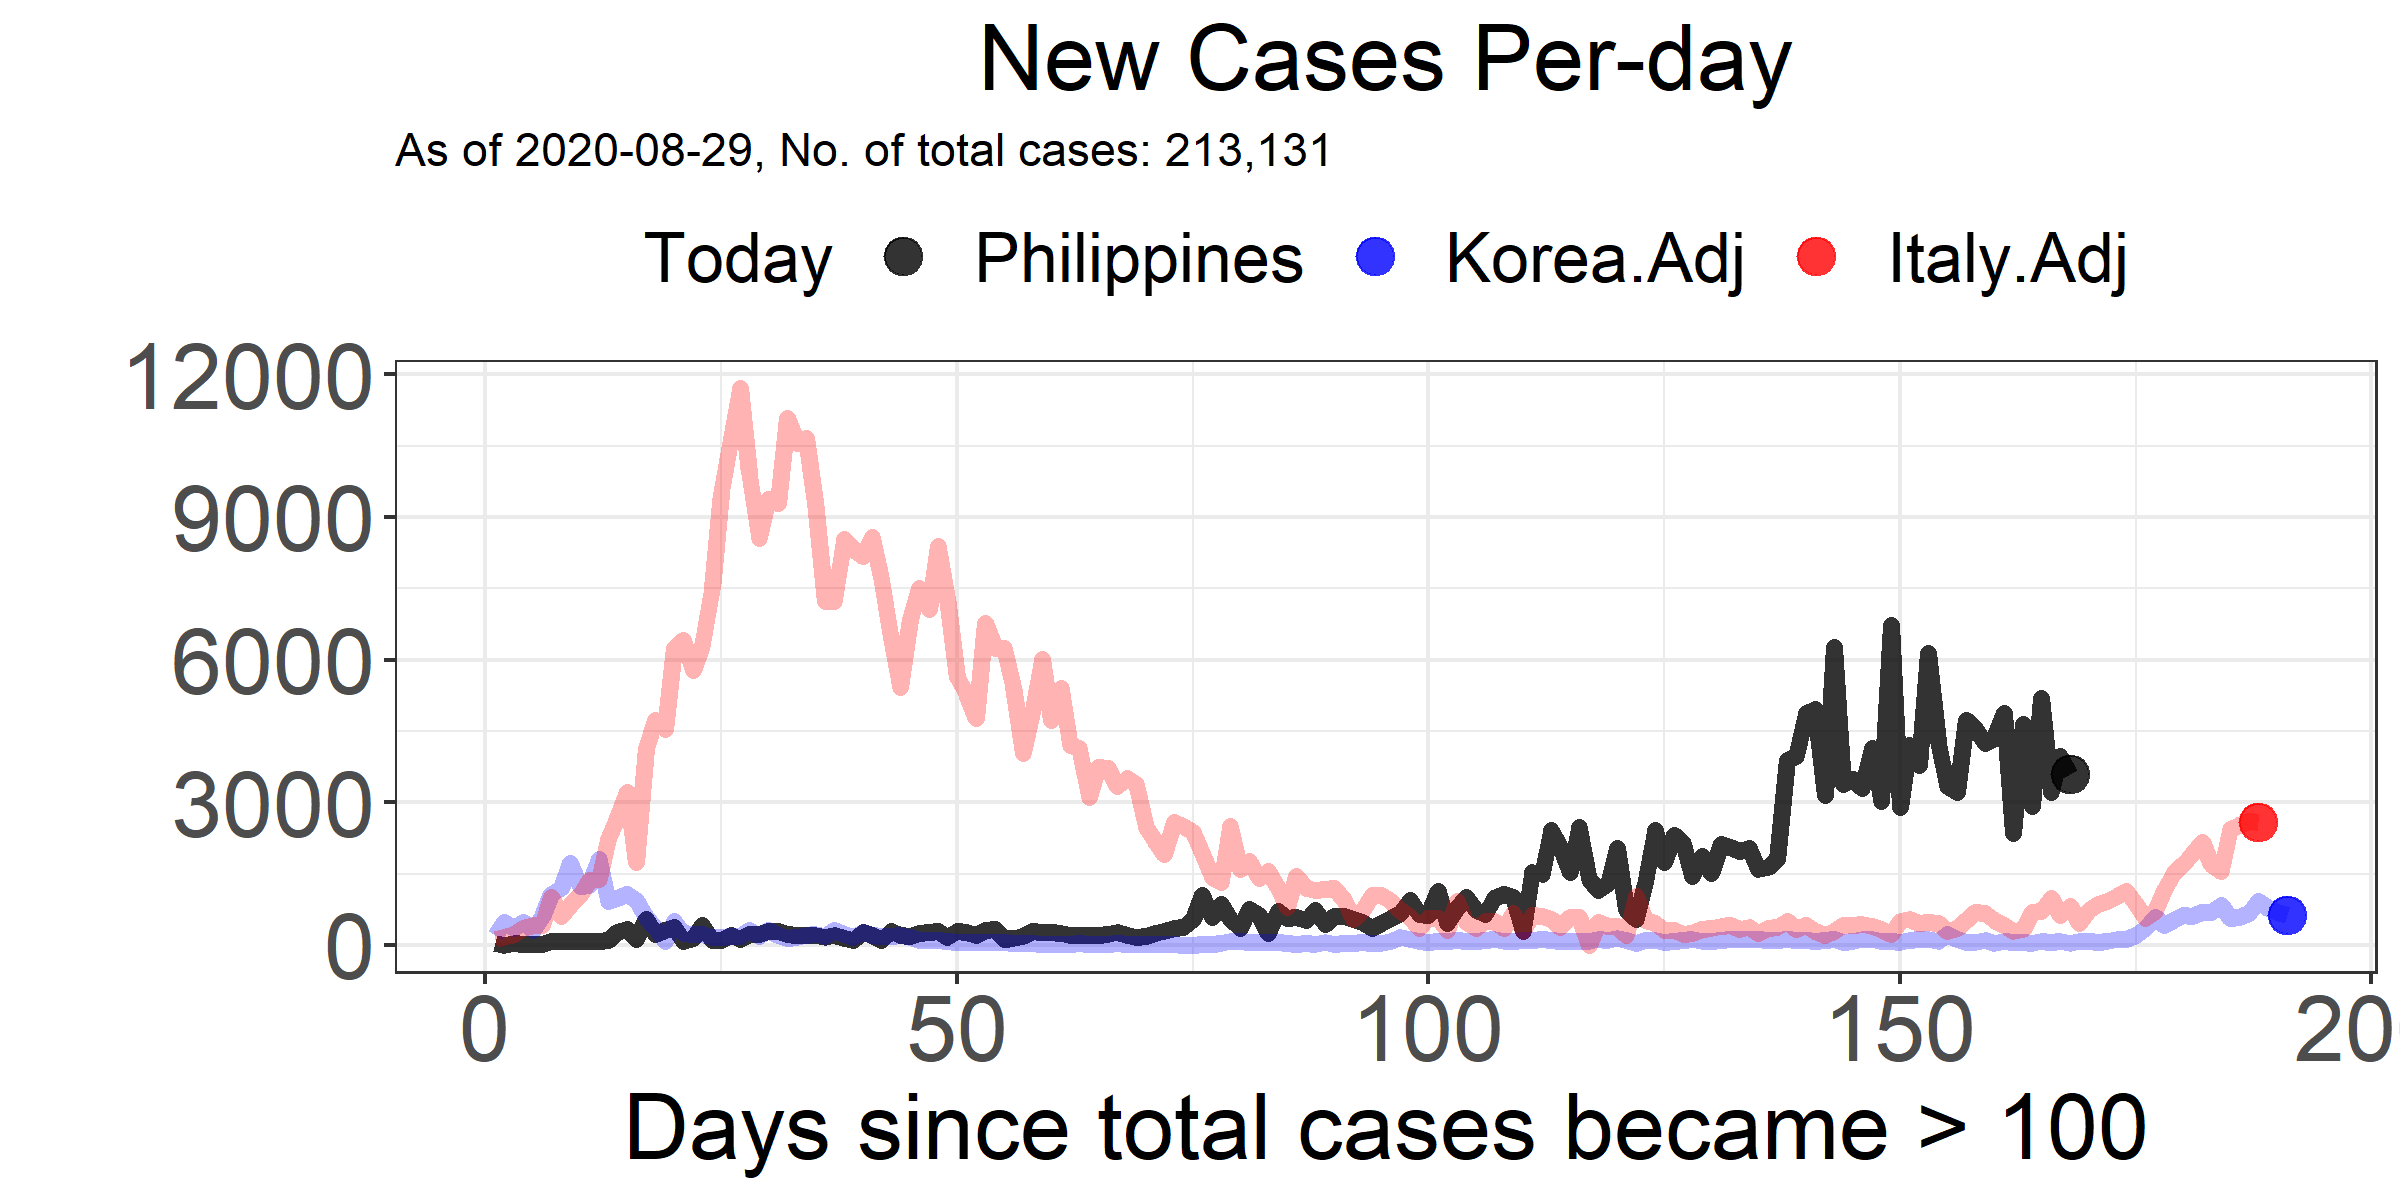 New Cases Per-day
As of 2020-08-29, No. of total cases: 213,131
Today Philippines Korea.Adj Italy.Adj
12000
9000
6000
3000
0
0 50 100 150 20
Days since total cases became > 100